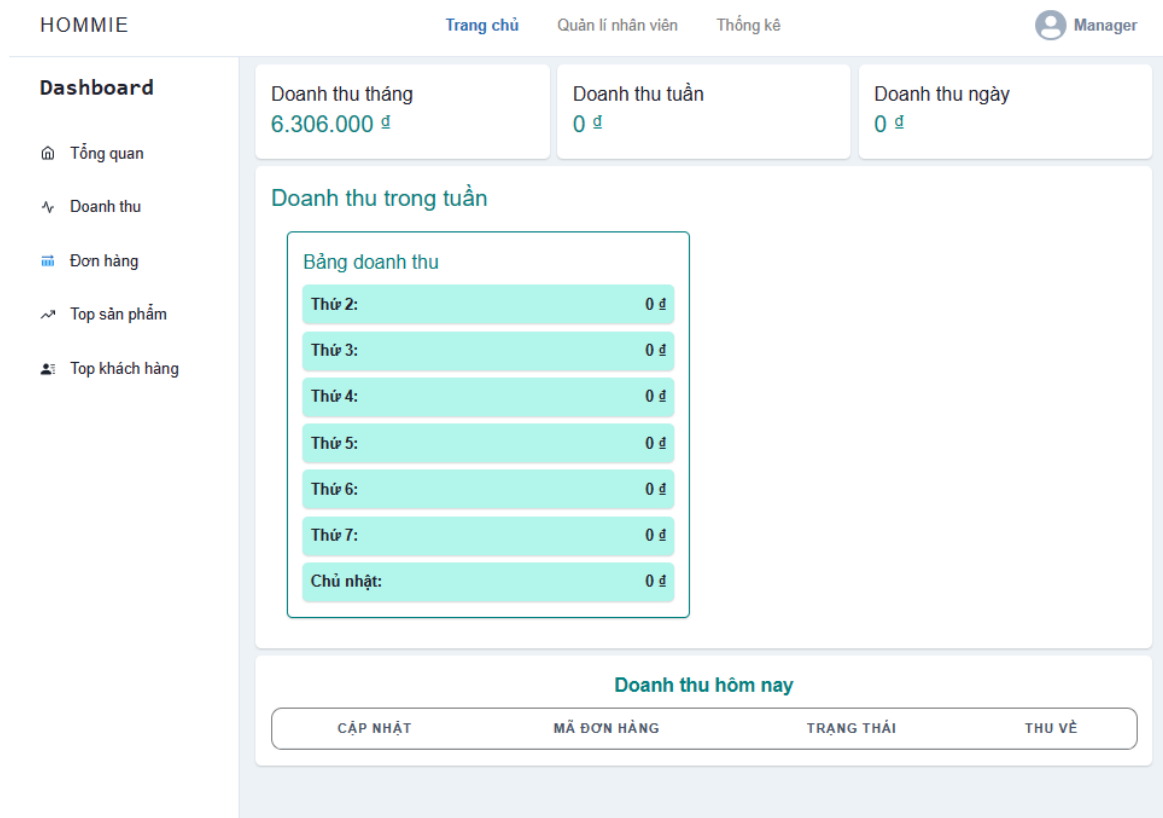 HOMMIE Trang chủ Quản lí nhân viên Thống kê Manager
Dashboard
Tổng quan
Doanh thu
Đơn hàng
Top sản phẩm
Top khách hàng
Doanh thu tháng
6.306.000 ₫
Doanh thu tuần
0 ₫
Doanh thu ngày
0 ₫
Doanh thu trong tuần
Bảng doanh thu
Thứ 2: 0 ₫
Thứ 3: 0 ₫
Thứ 4: 0 ₫
Thứ 5: 0 ₫
Thứ 6: 0 ₫
Thứ 7: 0 ₫
Chủ nhật: 0 ₫
Doanh thu hôm nay
CẬP NHẬT MÃ ĐƠN HÀNG TRẠNG THÁI THU VỀ